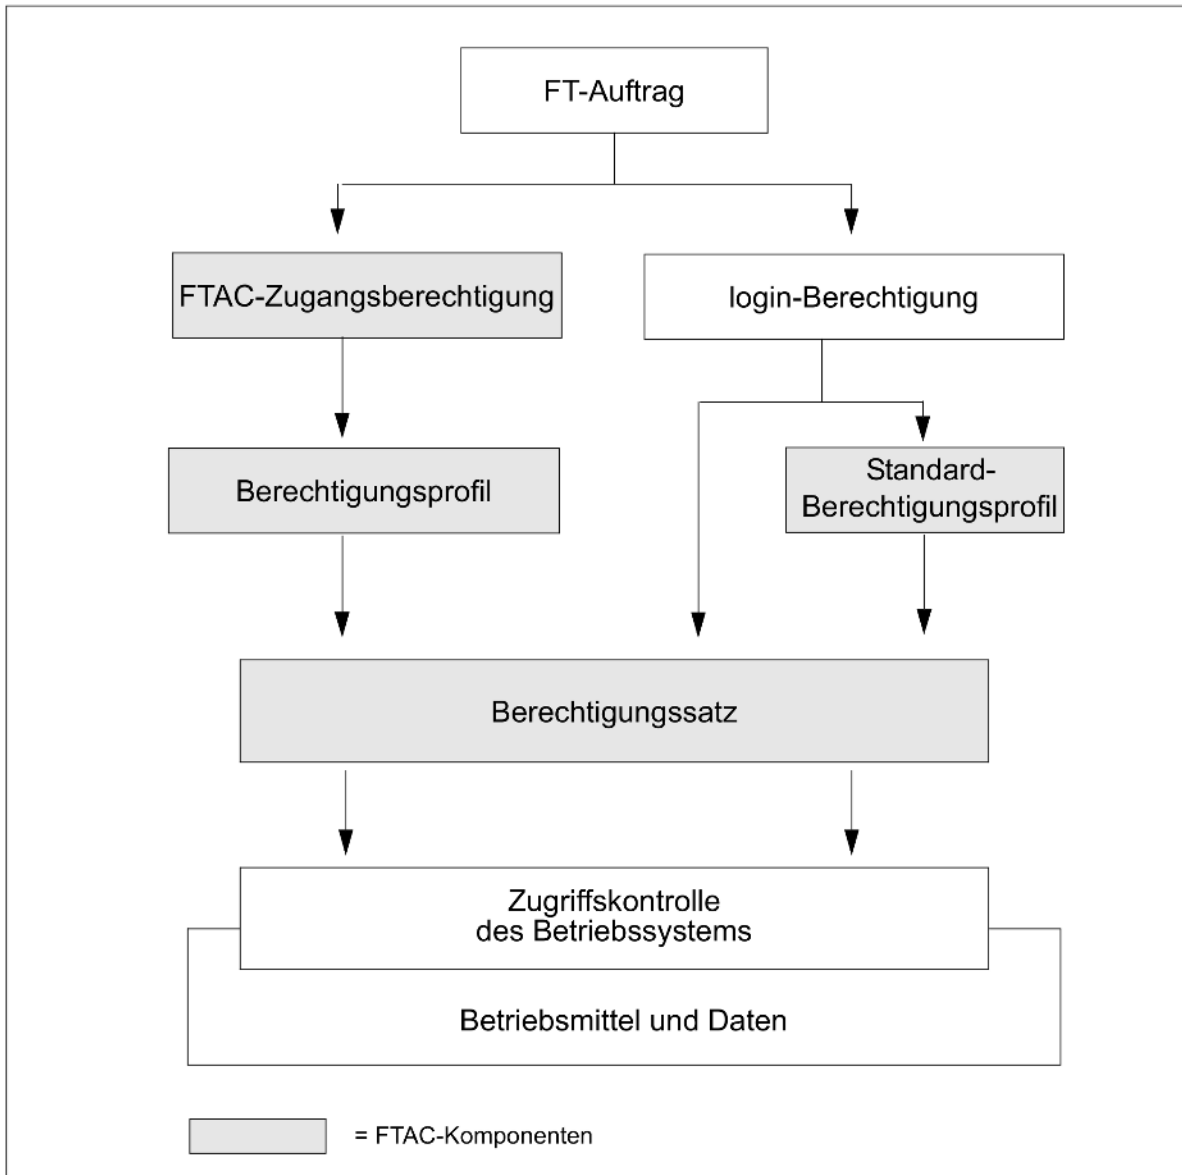 FT-Auftrag
FTAC-Zugangsberechtigung
login-Berechtigung
Berechtigungsprofil
Standard-
Berechtigungsprofil
Berechtigungssatz
Zugriffskontrolle
des Betriebssystems
Betriebsmittel und Daten
= FTAC-Komponenten